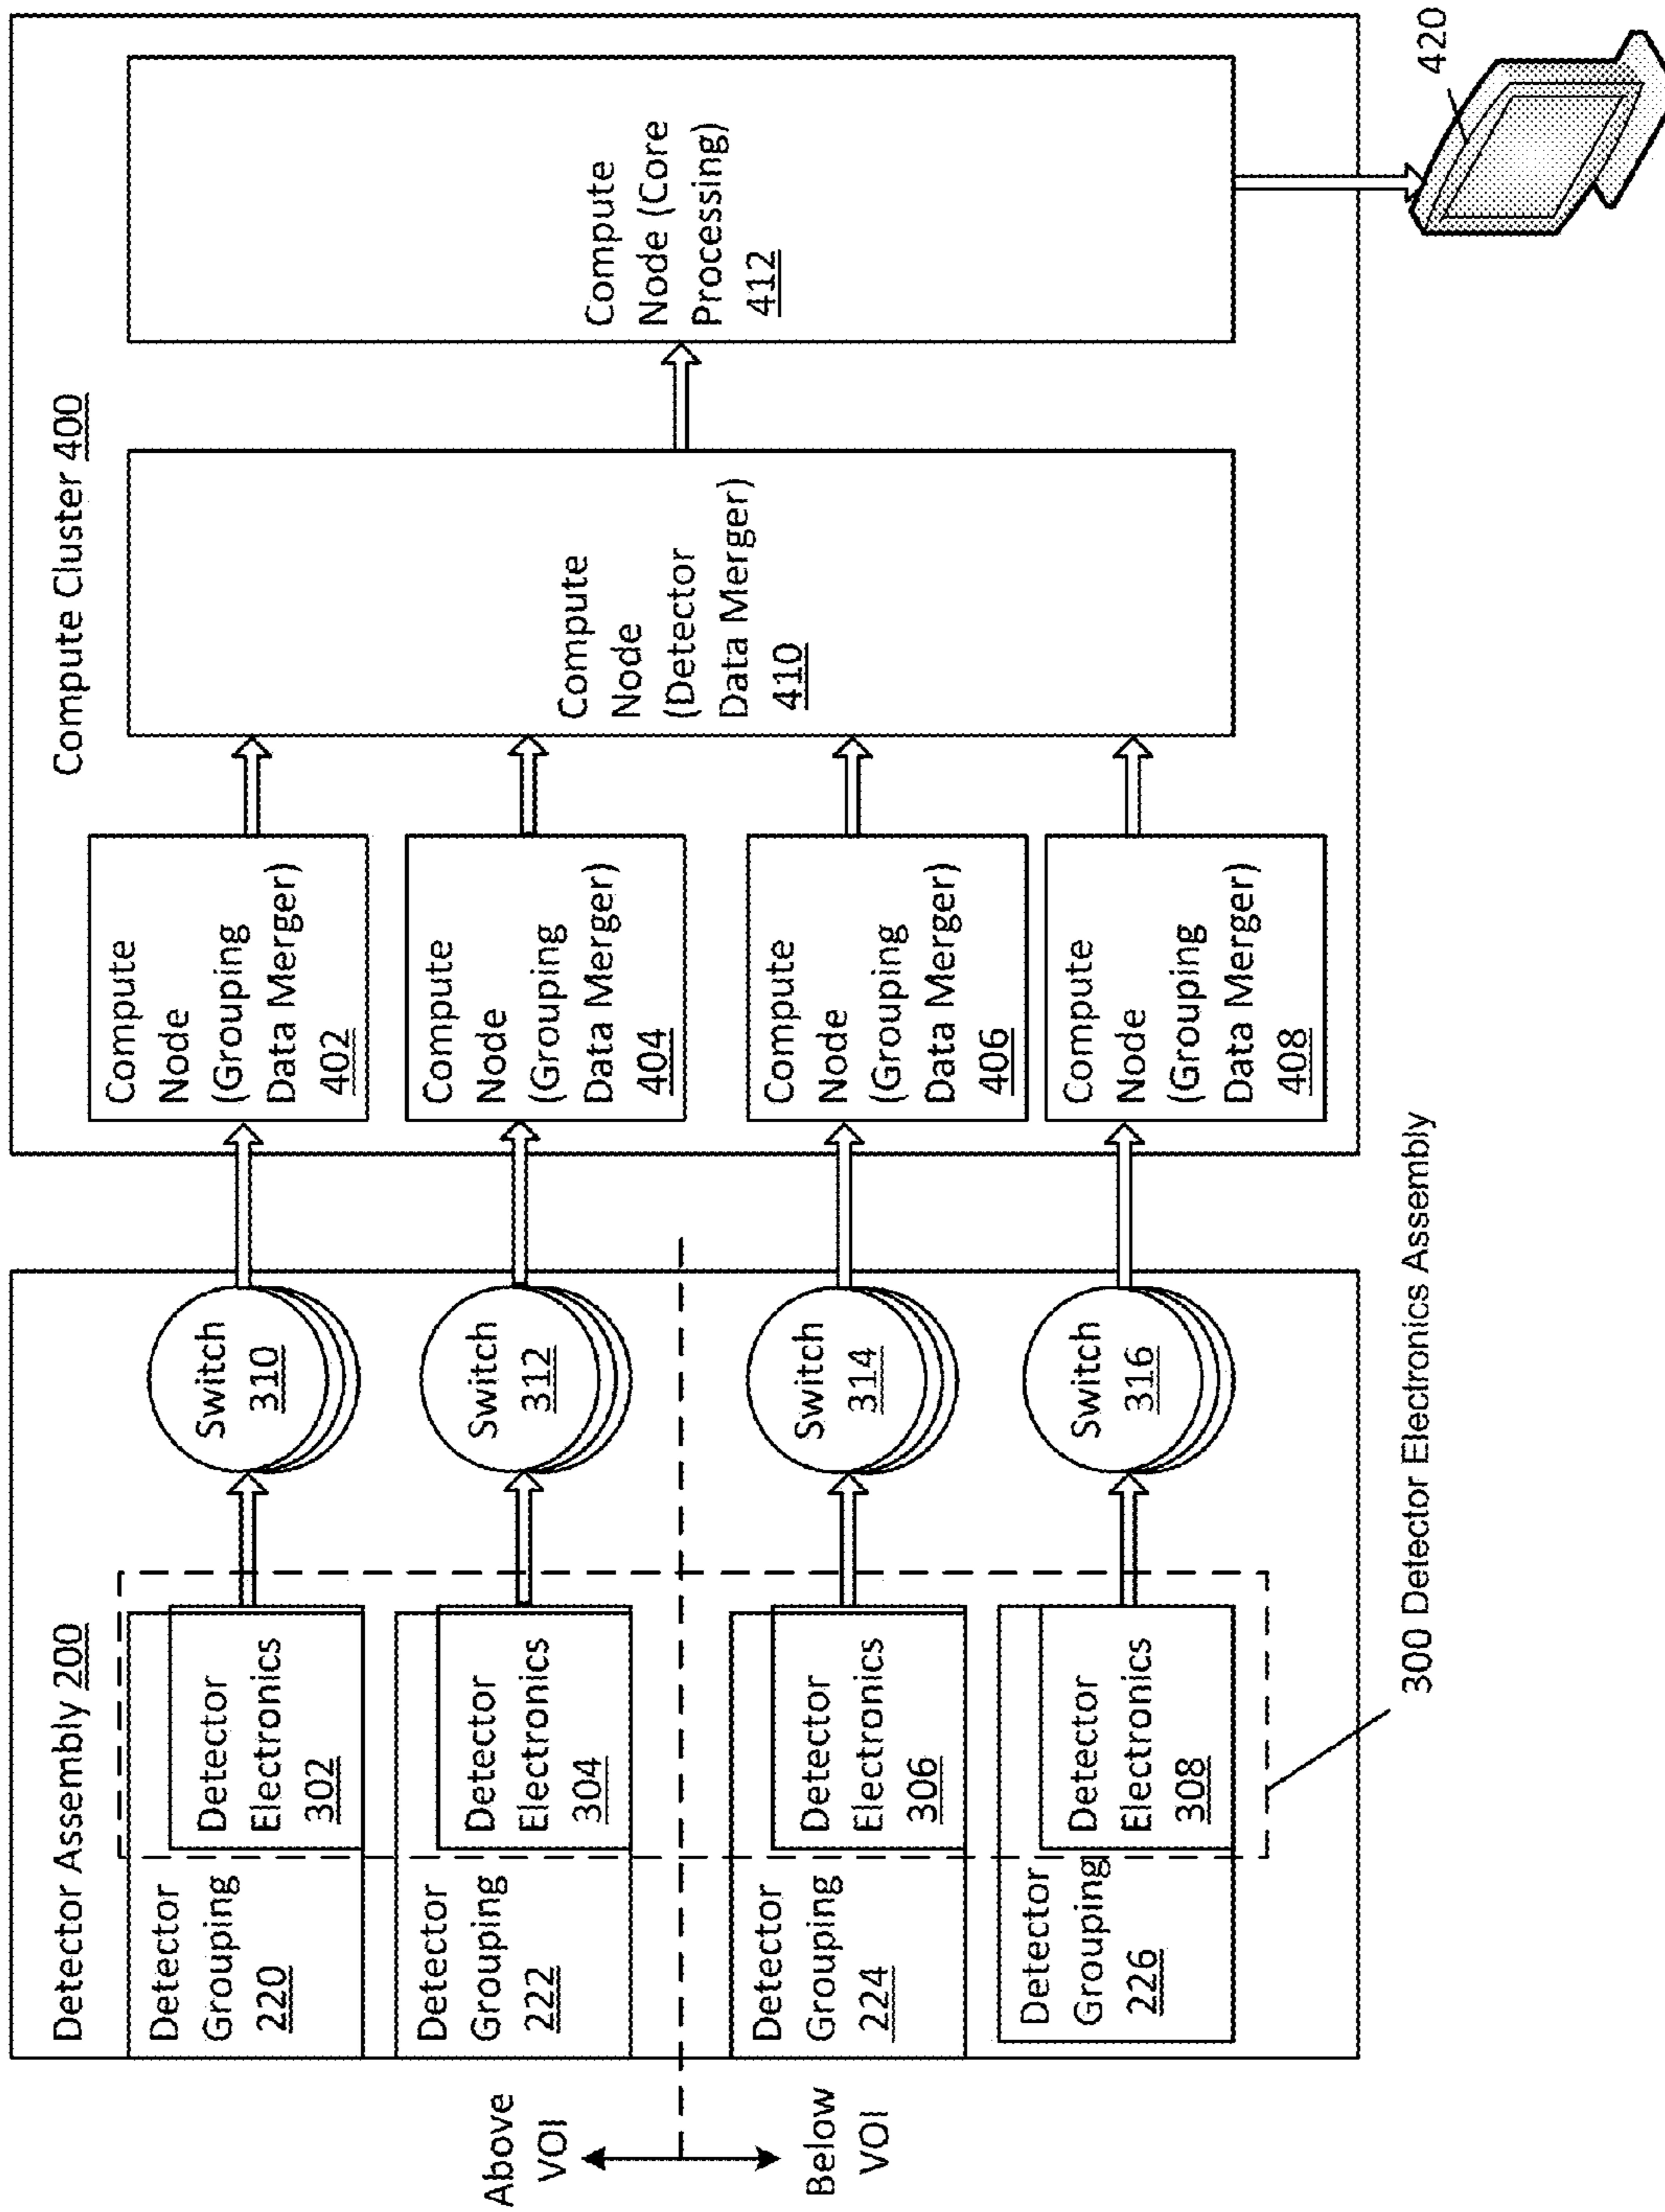 Detector Assembly 200
Compute Cluster 400
Above
VOI
Below
VOI
Detector
Grouping
220
Detector
Electronics
302
Switch
310
Compute
Node
(Grouping
Data Merger)
402
Detector
Grouping
222
Detector
Electronics
304
Switch
312
Compute
Node
(Grouping
Data Merger)
404
Detector
Grouping
224
Detector
Electronics
306
Switch
314
Compute
Node
(Grouping
Data Merger)
406
Detector
Grouping
226
Detector
Electronics
308
Switch
316
Compute
Node
(Grouping
Data Merger)
408
Compute
Node
(Detector
Data Merger)
410
Compute
Node (Core
Processing)
412
300 Detector Electronics Assembly
420